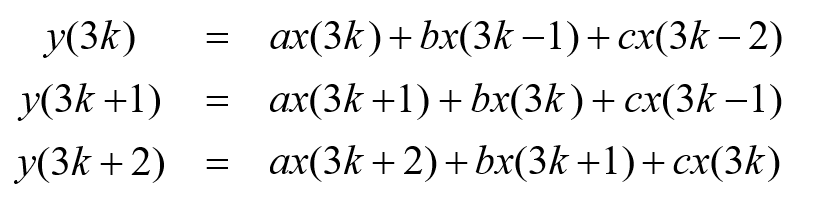 y(3k) = ax(3k) + bx(3k −1) + cx(3k − 2)
y(3k +1) = ax(3k +1) + bx(3k) + cx(3k −1)
y(3k + 2) = ax(3k + 2) + bx(3k +1) + cx(3k)